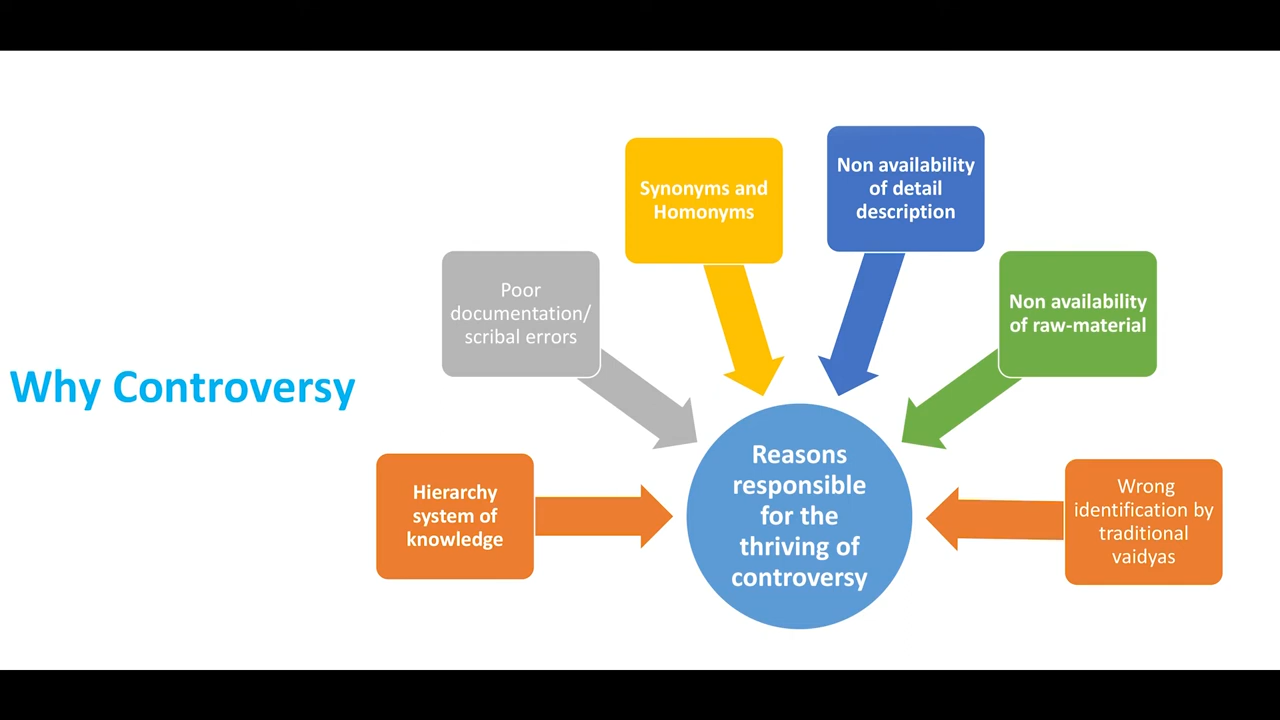 Why Controversy
Hierarchy
system of
knowledge
Poor
documentation/
scribal errors
Synonyms and
Homonyms
Non availability
of detail
description
Non availability
of raw-material
Wrong
identification by
traditional
vaidyas
Reasons
responsible
for the
thriving of
controversy